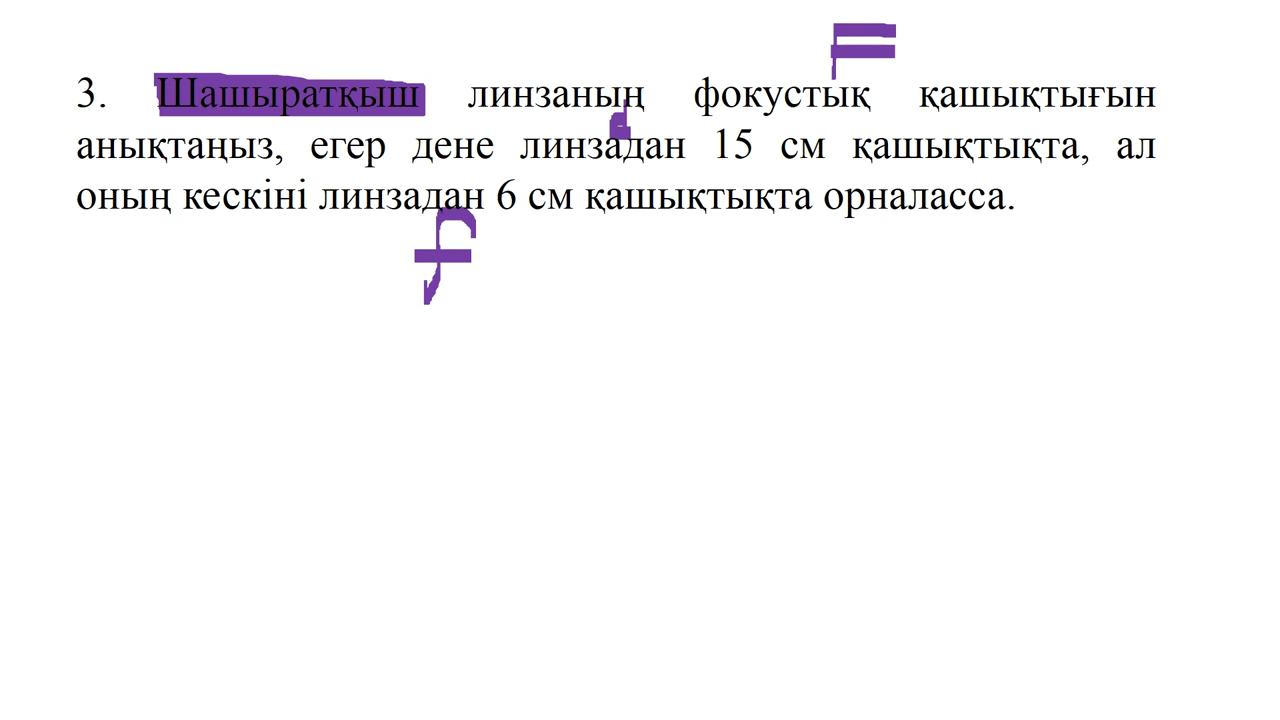 F
3. Шашыратқыш линзаның фокустық қашықтығын
d
анықтаңыз, егер дене линзадан 15 см қашықтықта, ал
оның кескіні линзадан 6 см қашықтықта орналасса.
f